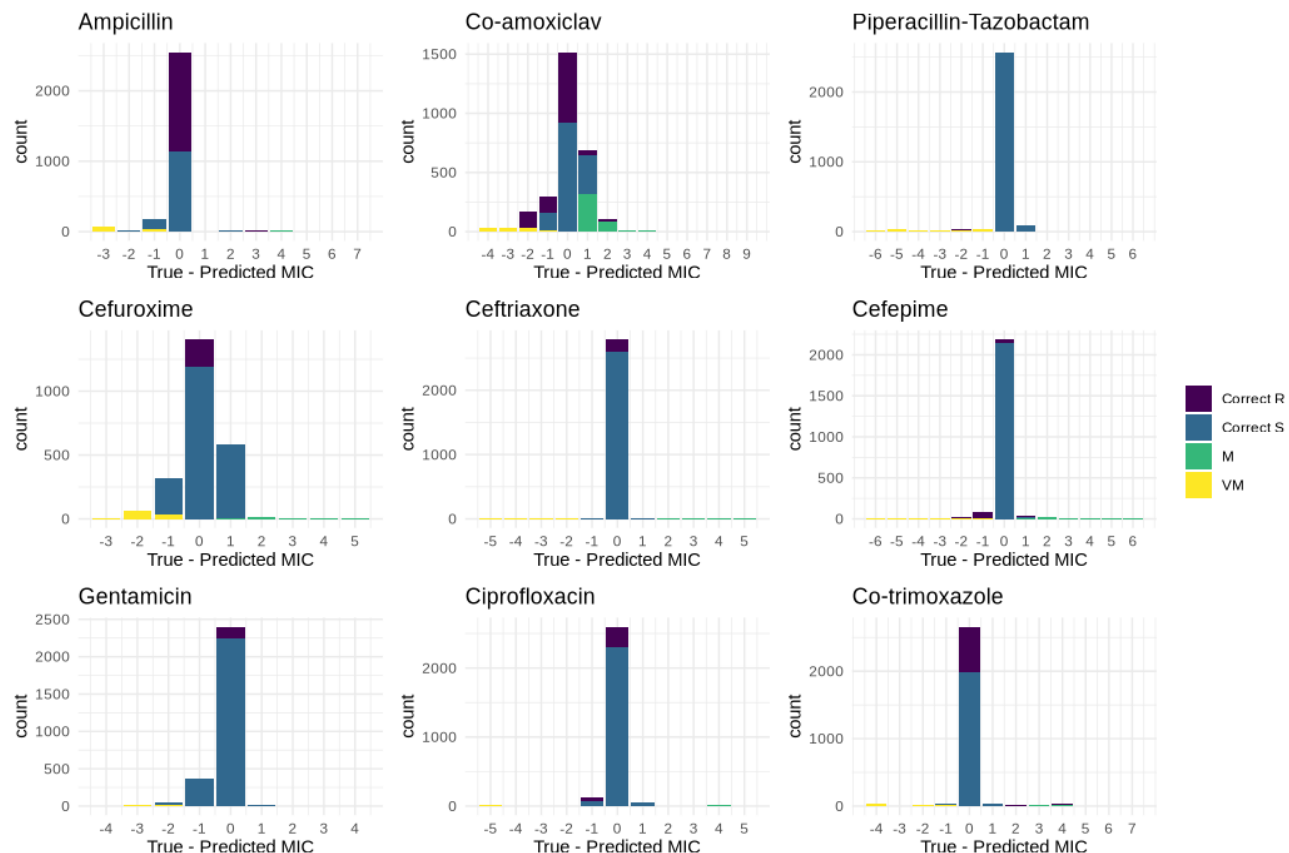 Ampicillin
count
2000
1000
0
-3 -2 -1 0 1 2 3 4 5 6 7
True - Predicted MIC
Co-amoxiclav
count
1500
1000
500
0
-4 -3 -2 -1 0 1 2 3 4 5 6 7 8 9
True - Predicted MIC
Piperacillin-Tazobactam
count
2000
1000
0
-6 -5 -4 -3 -2 -1 0 1 2 3 4 5 6
True - Predicted MIC
Cefuroxime
count
1000
500
0
-3 -2 -1 0 1 2 3 4 5
True - Predicted MIC
Ceftriaxone
count
2000
1000
0
-5 -4 -3 -2 -1 0 1 2 3 4 5
True - Predicted MIC
Cefepime
count
2000
1500
1000
500
0
-6 -5 -4 -3 -2 -1 0 1 2 3 4 5 6
True - Predicted MIC
Correct R
Correct S
M
VM
Gentamicin
count
2500
2000
1500
1000
500
0
-4 -3 -2 -1 0 1 2 3 4
True - Predicted MIC
Ciprofloxacin
count
2000
1000
0
-5 -4 -3 -2 -1 0 1 2 3 4 5
True - Predicted MIC
Co-trimoxazole
count
2000
1000
0
-4 -3 -2 -1 0 1 2 3 4 5 6 7
True - Predicted MIC